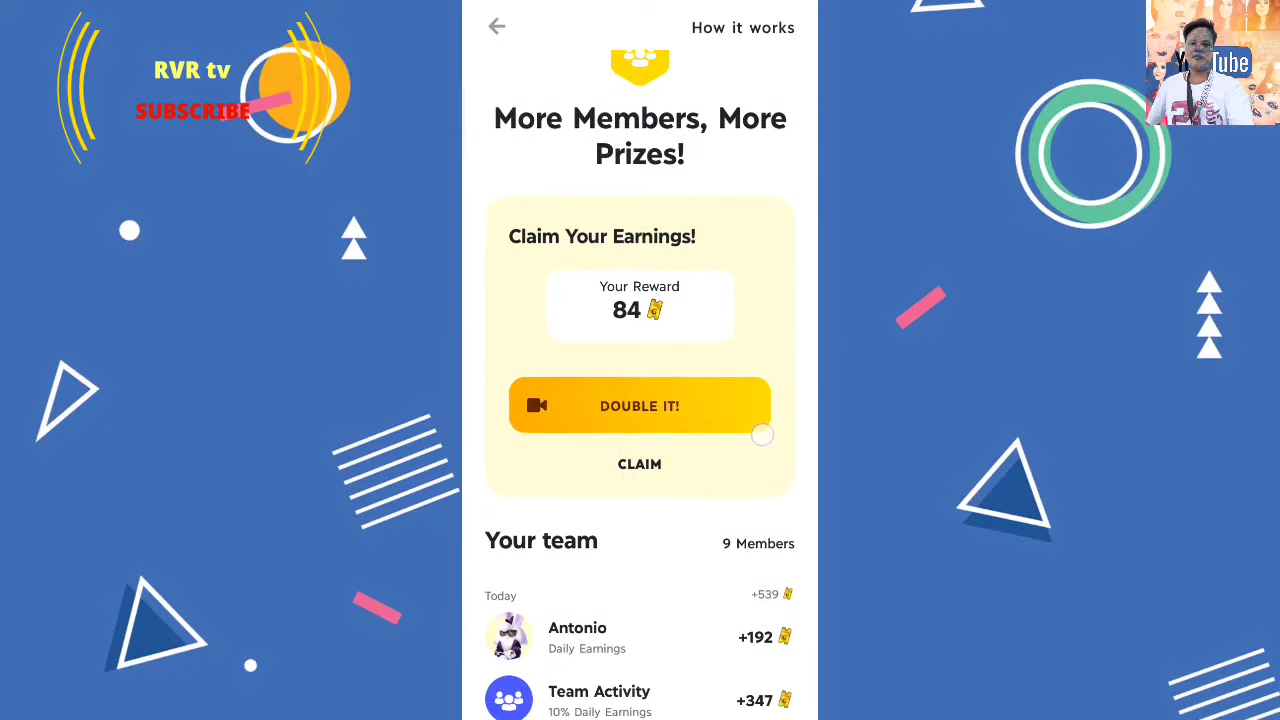 RVR tv
SUBSCRIBE
How it works
YouTube
More Members, More
Prizes!
Claim Your Earnings!
Your Reward
84
DOUBLE IT!
CLAIM
Your team
9 Members
Today
+539
Antonio
+192
Daily Earnings
Team Activity
+347
10% Daily Earnings